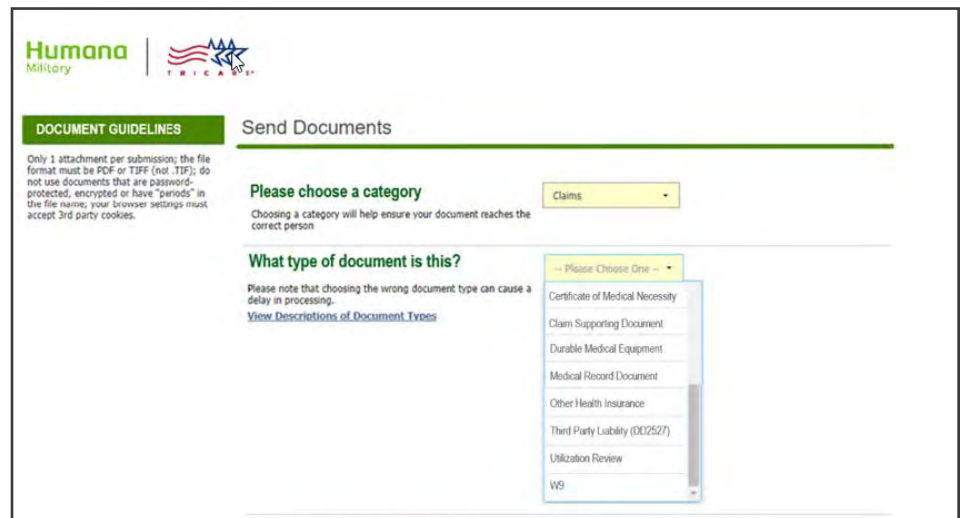 Humana
Military
TRICARE
DOCUMENT GUIDELINES
Only 1 attachment per submission; the file
format must be PDF or TIFF (not .TIF); do
not use documents that are password-
protected, encrypted or have "periods" in
the file name; your browser settings must
accept 3rd party cookies.
Send Documents
Please choose a category
Choosing a category will help ensure your document reaches the
correct person
Claims
What type of document is this?
Please note that choosing the wrong document type can cause a
delay in processing.
View Descriptions of Document Types
-- Please Choose One --
Certificate of Medical Necessity
Claim Supporting Document
Durable Medical Equipment
Medical Record Document
Other Health Insurance
Third Party Liability (DD2527)
Utilization Review
W9